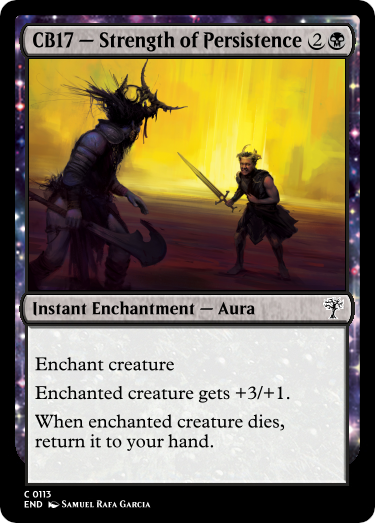 CB17 — Strength of Persistence 2
Instant Enchantment — Aura
Enchant creature
Enchanted creature gets +3/+1.
When enchanted creature dies,
return it to your hand.
C 0113
END Samuel Rafa Garcia